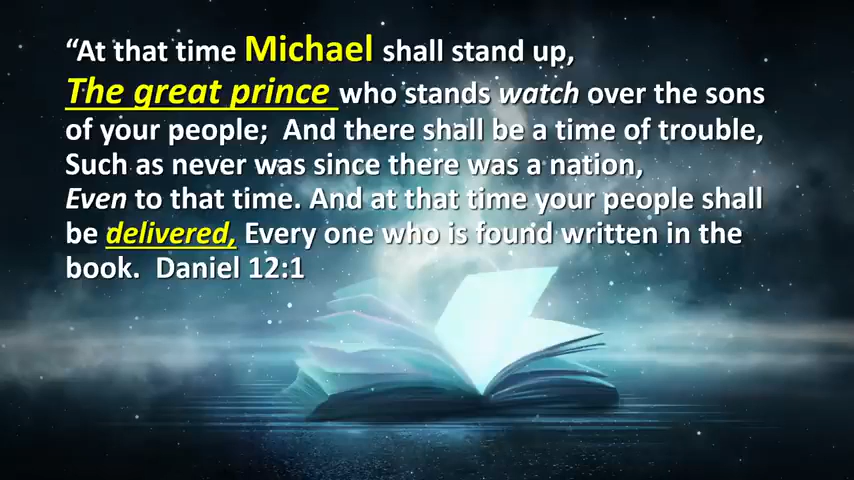 “At that time Michael shall stand up,
The great prince who stands watch over the sons
of your people;  And there shall be a time of trouble,
Such as never was since there was a nation,
Even to that time. And at that time your people shall
be delivered, Every one who is found written in the
book.  Daniel 12:1